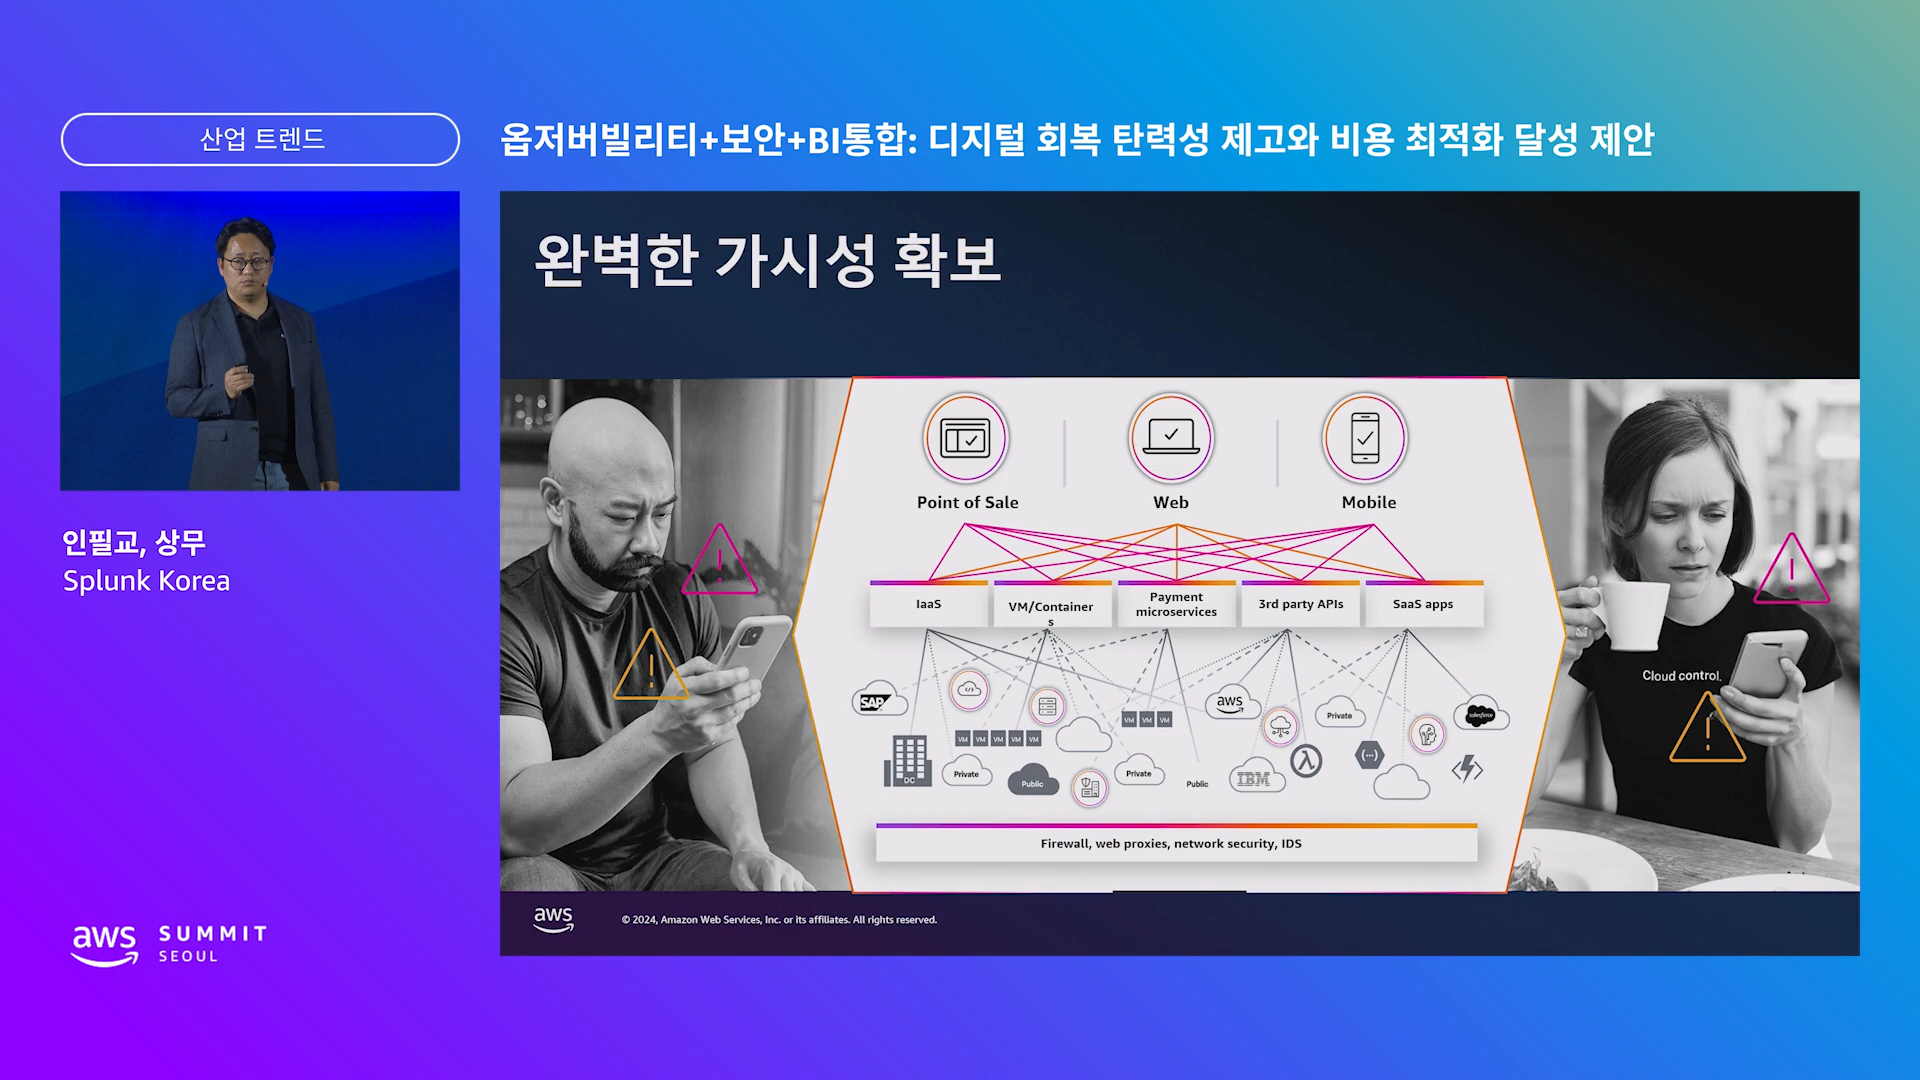 산업 트렌드
옵저버빌리티+보안+BI통합: 디지털 회복 탄력성 제고와 비용 최적화 달성 제안
인필교, 상무
Splunk Korea
완벽한 가시성 확보
Point of Sale
Web
Mobile
IaaS
VM/Container
s
Payment
microservices
3rd party APIs
SaaS apps
SAP
aws
Private
salesforce
VM VM VM
VM VM VM VM VM
DC
Private
Public
Private
Public
IBM
Cloud control.
Firewall, web proxies, network security, IDS
aws
© 2024, Amazon Web Services, Inc. or its affiliates. All rights reserved.
aws
SUMMIT
SEOUL